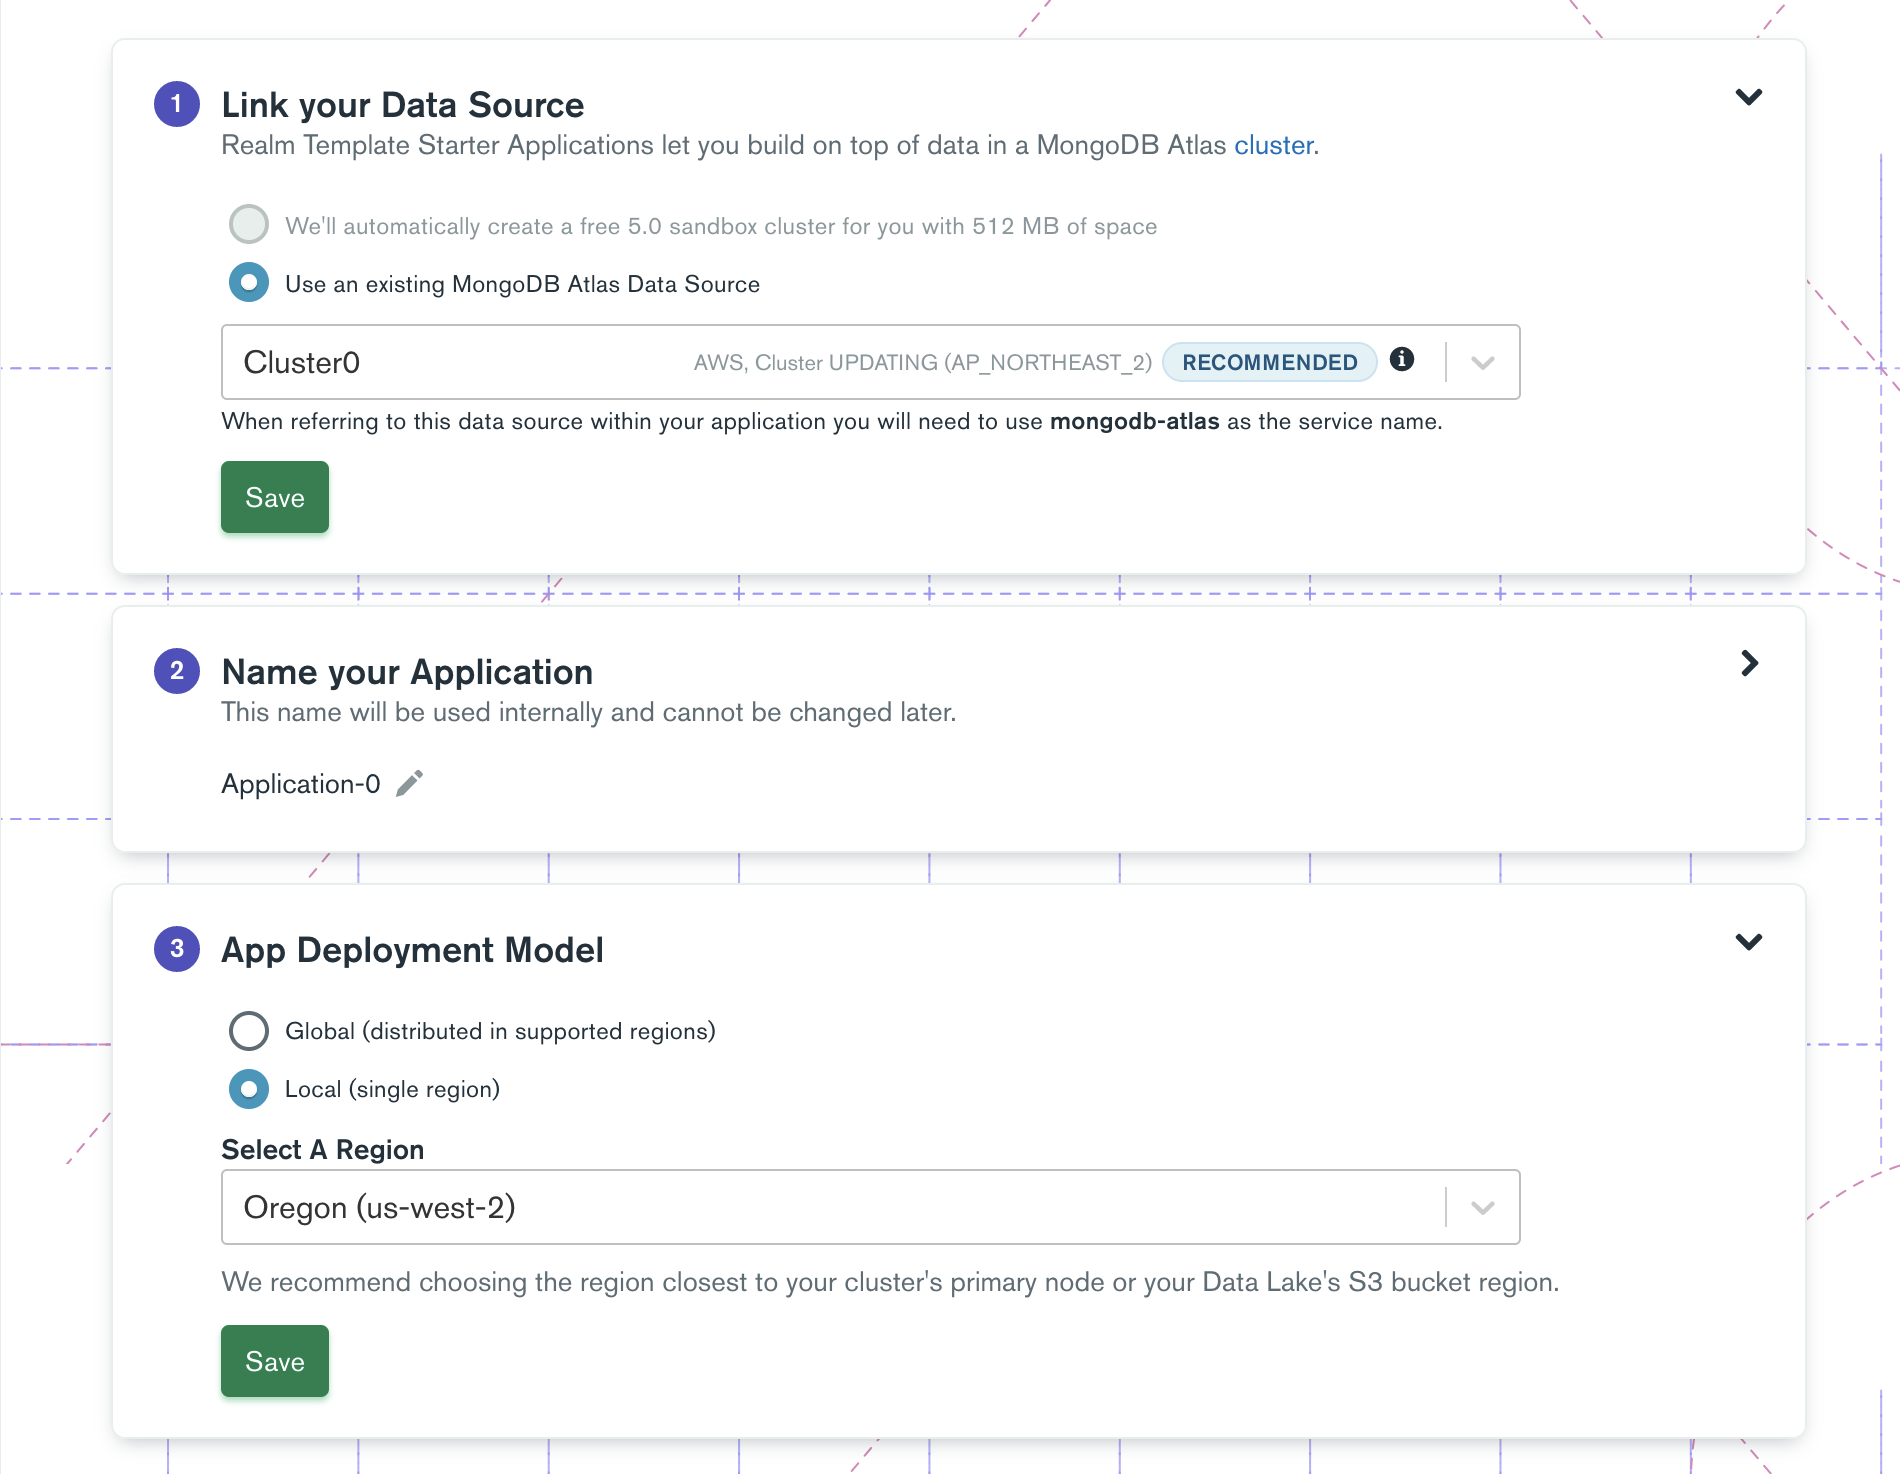 1
Link your Data Source
Realm Template Starter Applications let you build on top of data in a MongoDB Atlas cluster.
We'll automatically create a free 5.0 sandbox cluster for you with 512 MB of space
Use an existing MongoDB Atlas Data Source
Cluster0 AWS, Cluster UPDATING (AP_NORTHEAST_2) RECOMMENDED
When referring to this data source within your application you will need to use mongodb-atlas as the service name.
Save
2
Name your Application
This name will be used internally and cannot be changed later.
Application-0
3
App Deployment Model
Global (distributed in supported regions)
Local (single region)
Select A Region
Oregon (us-west-2)
We recommend choosing the region closest to your cluster's primary node or your Data Lake's S3 bucket region.
Save